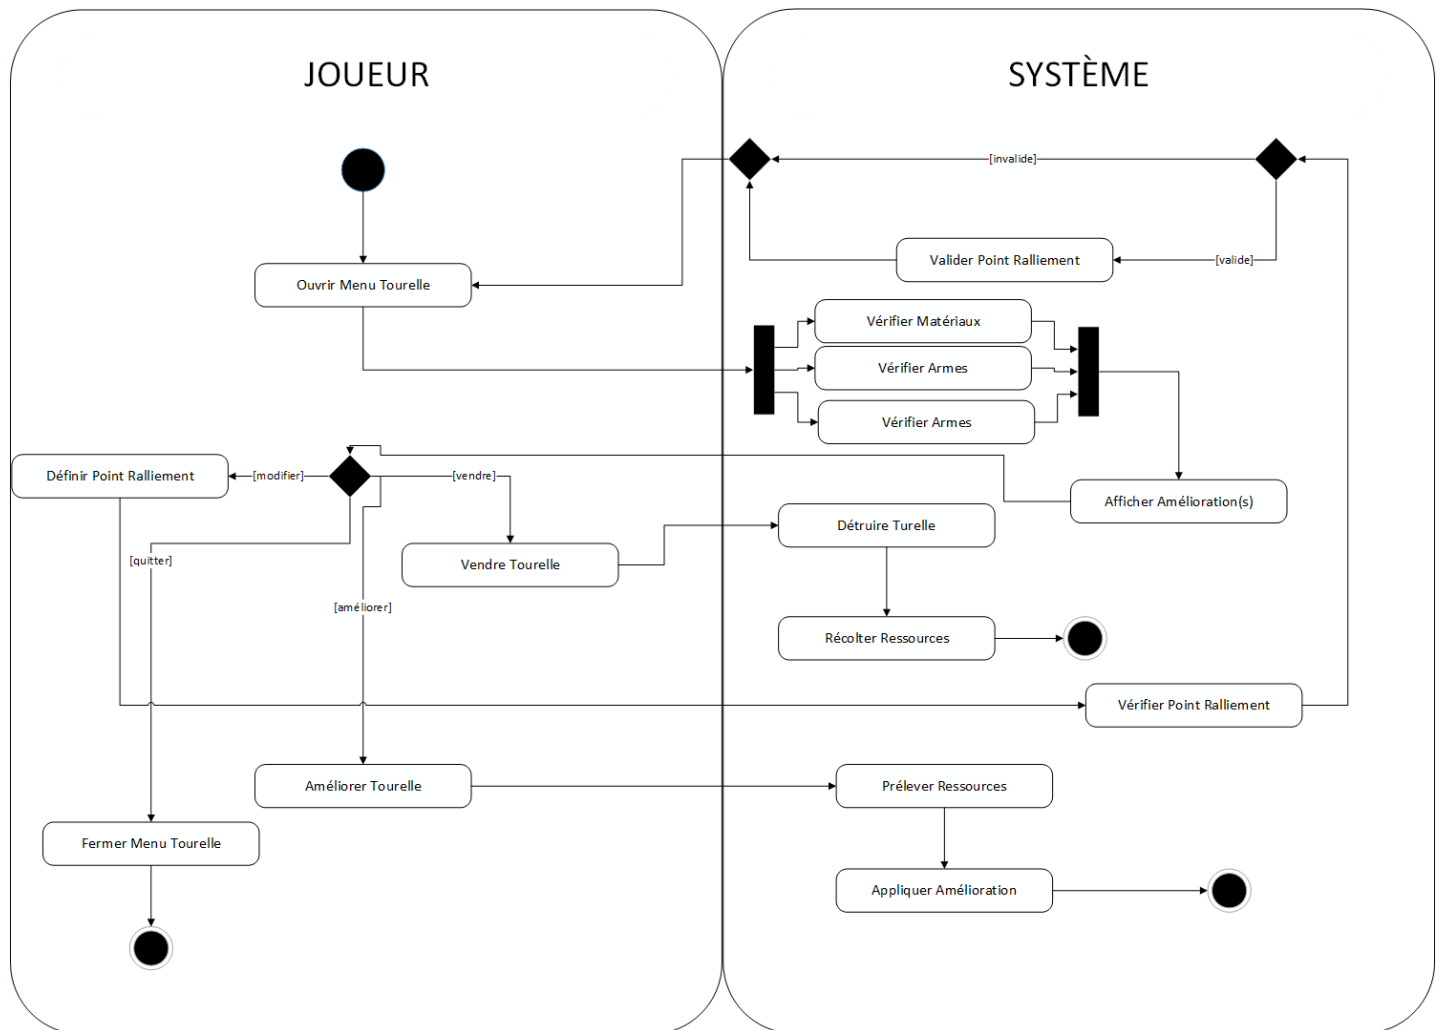 JOUEUR
SYSTÈME
[invalide]
Ouvrir Menu Tourelle
Valider Point Ralliement
[valide]
Vérifier Matériaux
Vérifier Armes
Vérifier Armes
Définir Point Ralliement
[modifier]
[vendre]
Afficher Amélioration(s)
Détruire Turelle
[quitter]
Vendre Tourelle
[améliorer]
Récolter Ressources
Vérifier Point Ralliement
Améliorer Tourelle
Prélever Ressources
Fermer Menu Tourelle
Appliquer Amélioration